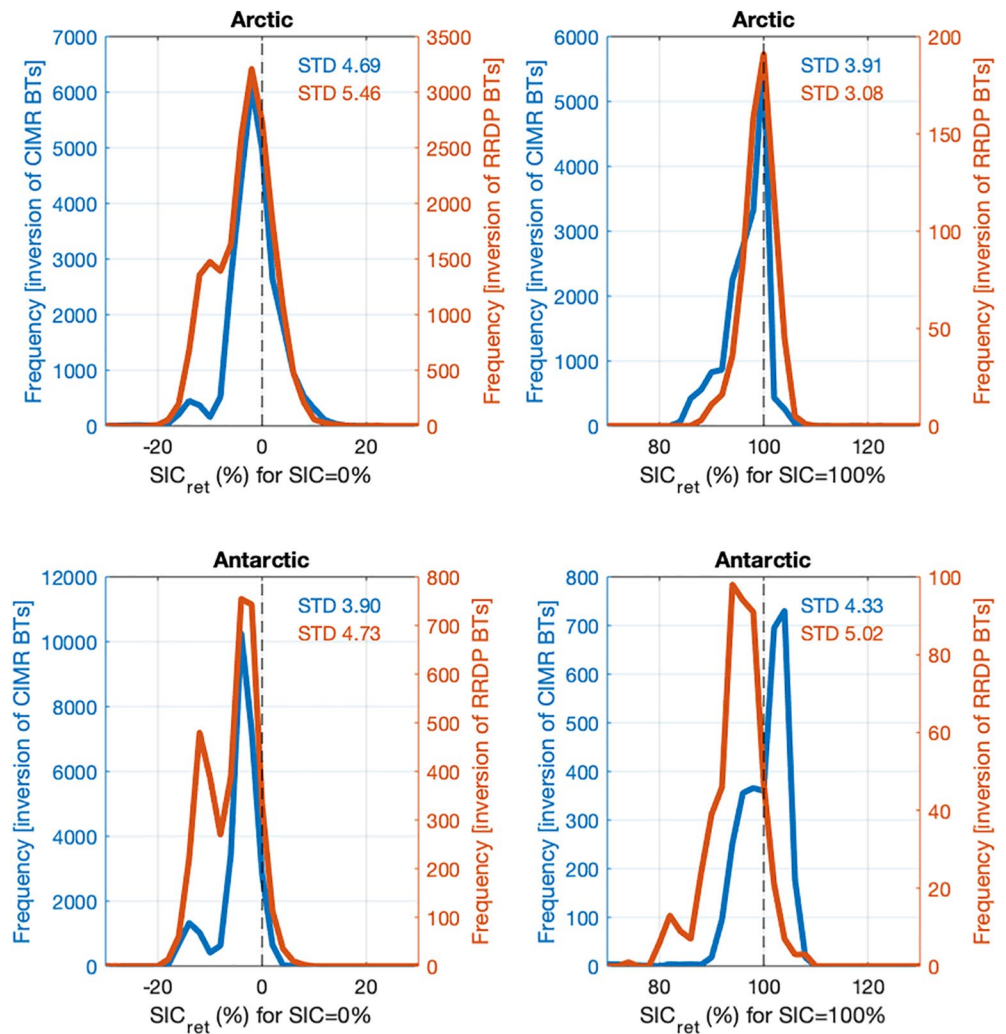 Arctic
Frequency [inversion of CIMR BTs]
7000
6000
5000
4000
3000
2000
1000
0
STD 4.69
STD 5.46
3500
3000
2500
2000
1500
1000
500
0
Frequency [inversion of RRDP BTs]
-20 0 20
SICret (%) for SIC=0%
Arctic
Frequency [inversion of CIMR BTs]
6000
5000
4000
3000
2000
1000
0
STD 3.91
STD 3.08
200
150
100
50
0
Frequency [inversion of RRDP BTs]
80 100 120
SICret (%) for SIC=100%
Antarctic
Frequency [inversion of CIMR BTs]
12000
10000
8000
6000
4000
2000
0
STD 3.90
STD 4.73
800
700
600
500
400
300
200
100
0
Frequency [inversion of RRDP BTs]
-20 0 20
SICret (%) for SIC=0%
Antarctic
Frequency [inversion of CIMR BTs]
800
700
600
500
400
300
200
100
0
STD 4.33
STD 5.02
100
80
60
40
20
0
Frequency [inversion of RRDP BTs]
80 100 120
SICret (%) for SIC=100%